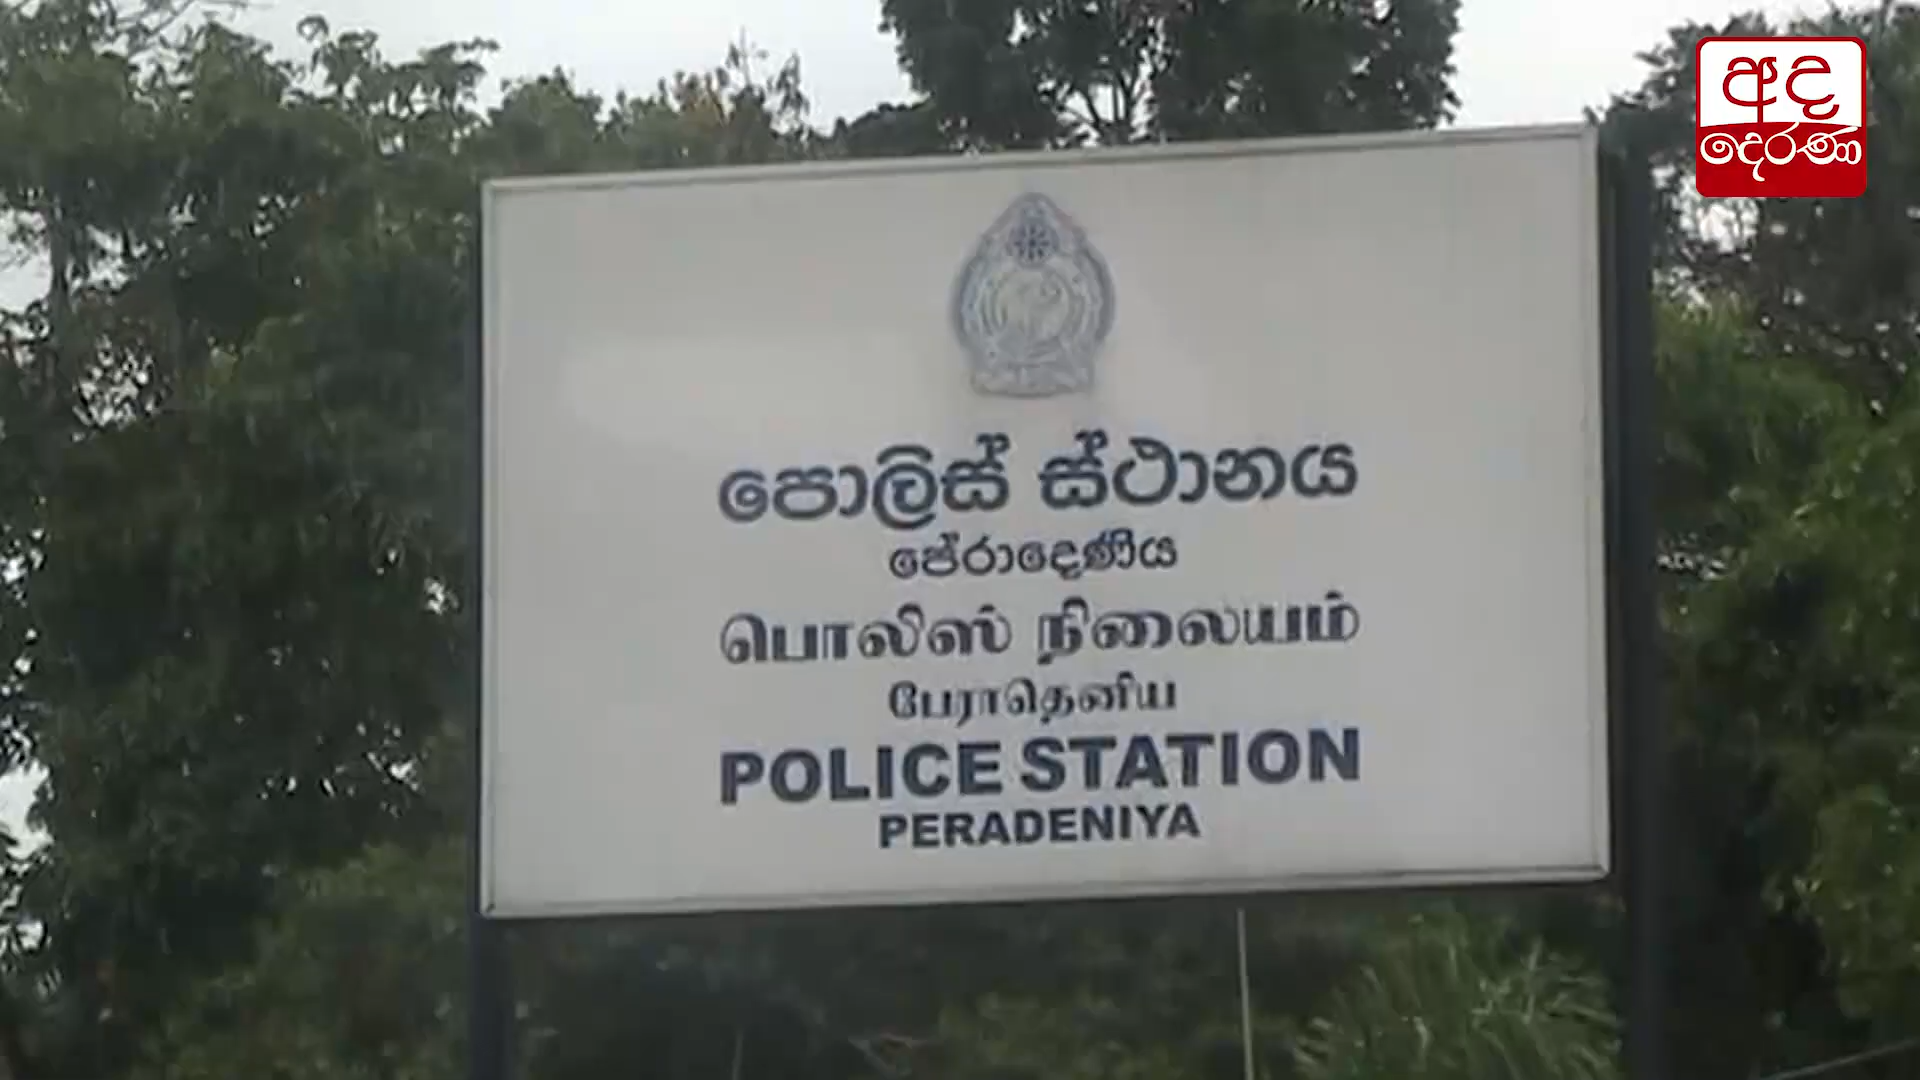 අද
දෙරණ
පොලිස් ස්ථානය
පේරාදෙණිය
பொலிஸ் நிலையம்
பேராதெனிய
POLICE STATION
PERADENIYA